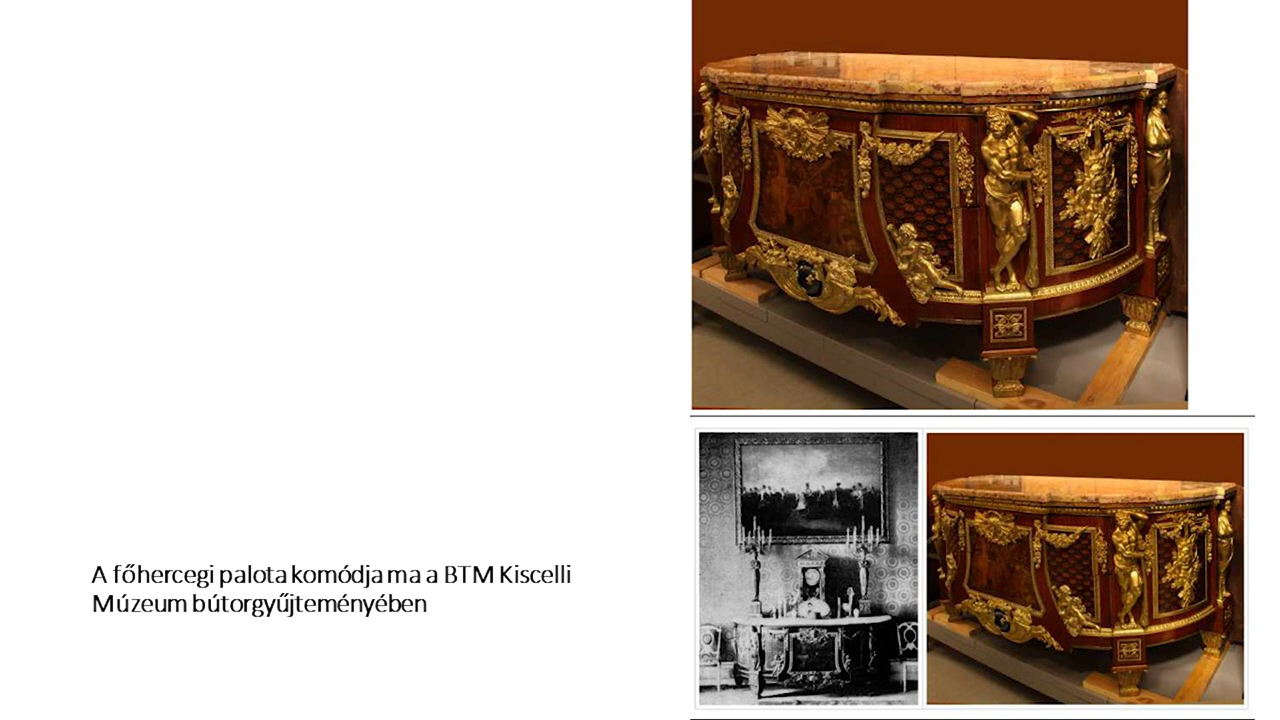 A főhercegi palota komódja ma a BTM Kiscelli
Múzeum bútorgyűjteményében